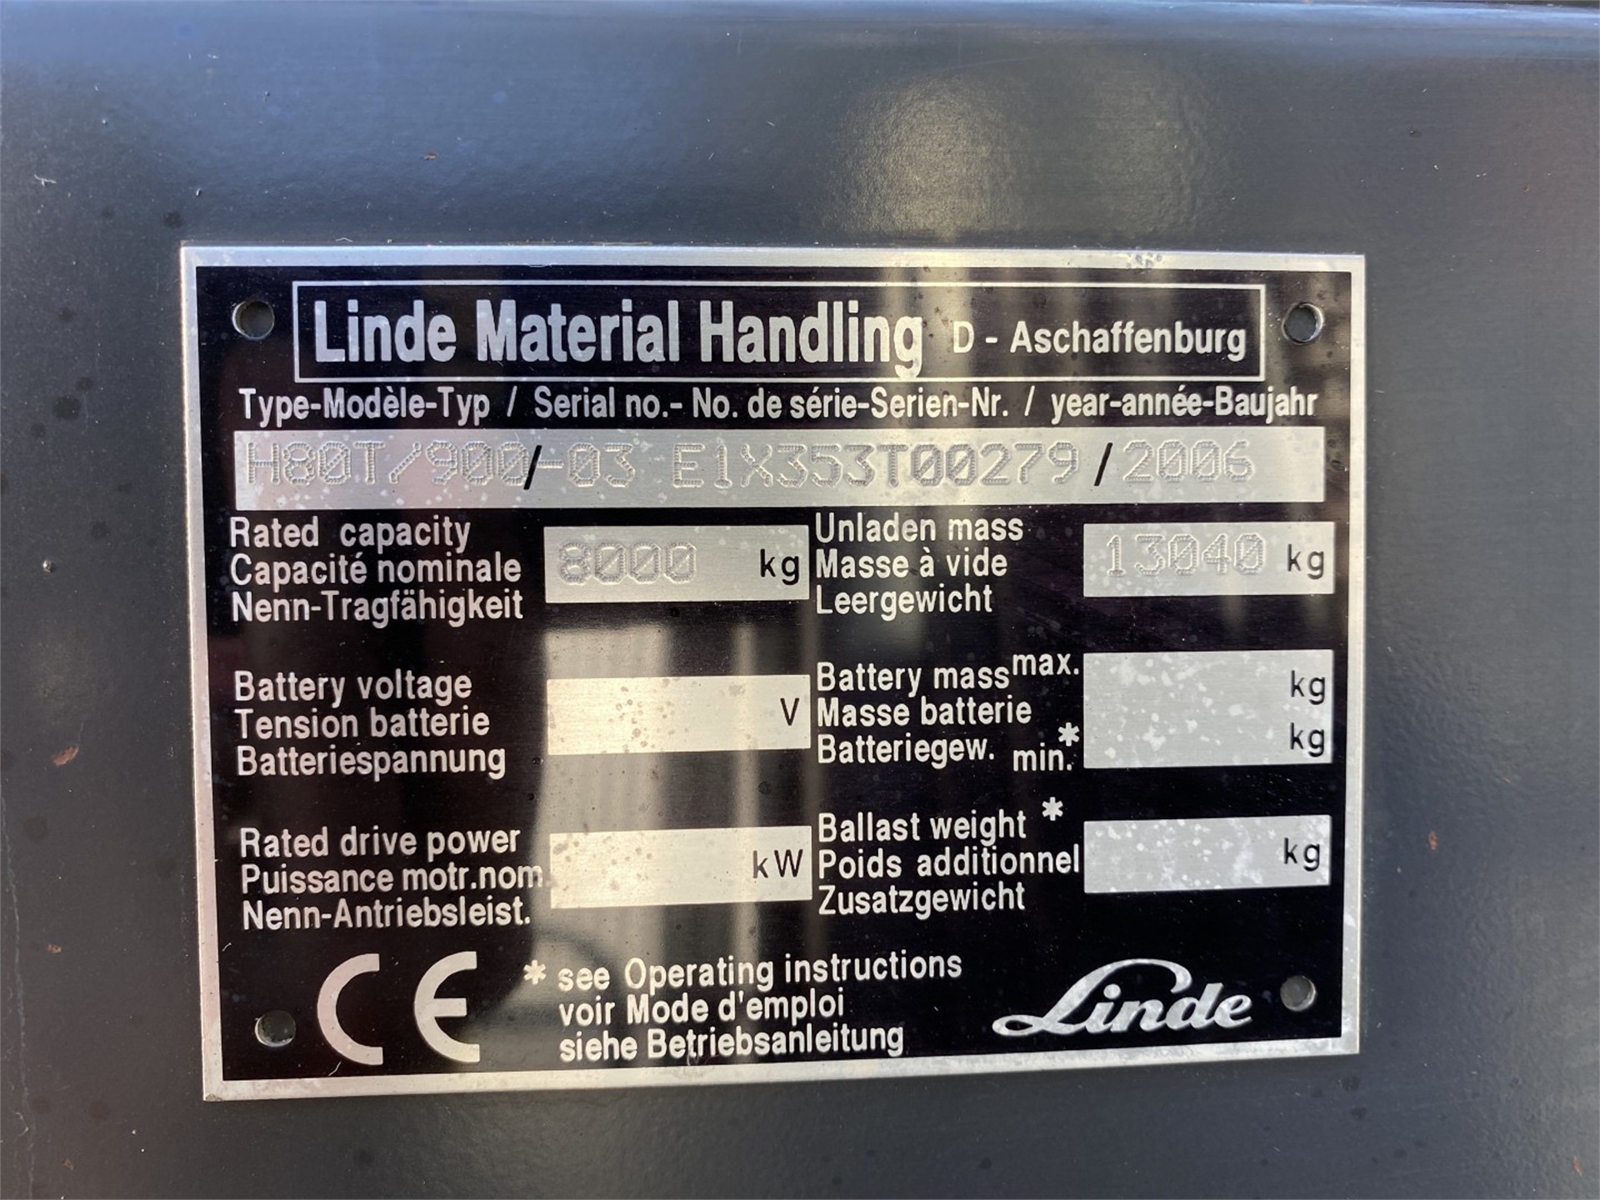 Linde Material Handling D - Aschaffenburg
Type-Modèle-Typ / Serial no.- No. de série-Serien-Nr. / year-année-Baujahr
H80T/900/-03 E1X353T00279 / 2006
Rated capacity
Capacité nominale
Nenn-Tragfähigkeit
8000 kg
Unladen mass
Masse à vide
Leergewicht
13040 kg
Battery voltage
Tension batterie
Batteriespannung
V
Battery mass max.
Masse batterie
Batteriegew. min.*
kg
kg
Rated drive power
Puissance motr.nom.
Nenn-Antriebsleist.
kW
Ballast weight *
Poids additionnel
Zusatzgewicht
kg
CE
* see Operating instructions
voir Mode d'emploi
siehe Betriebsanleitung
Linde